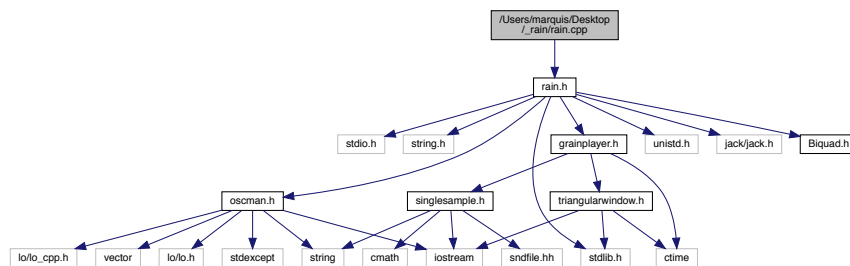 /Users/marquis/Desktop
/_rain/rain.cpp
rain.h
stdio.h
string.h
grainplayer.h
unistd.h
jack/jack.h
Biquad.h
oscman.h
singlesample.h
triangularwindow.h
lo/lo_cpp.h
vector
lo/lo.h
stdexcept
string
cmath
iostream
sndfile.hh
stdlib.h
ctime